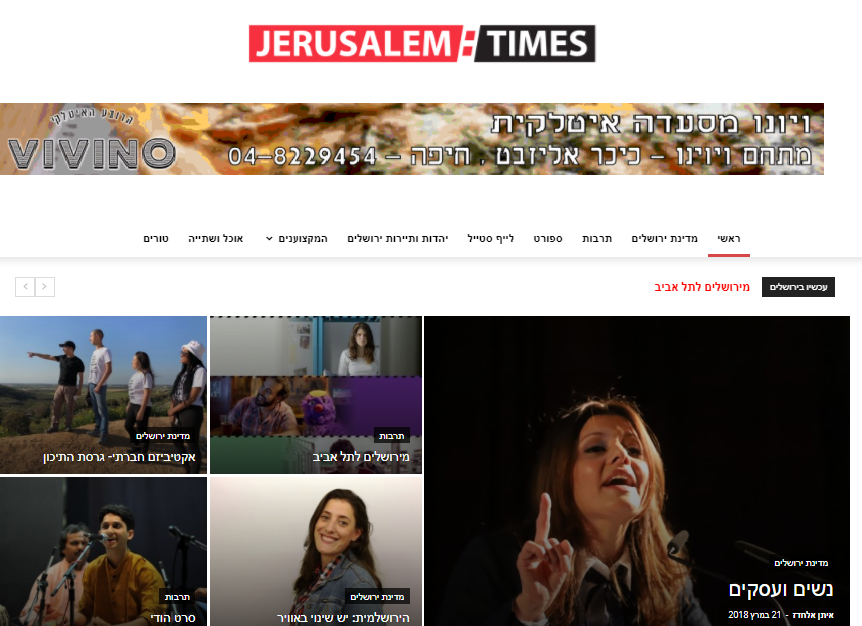 JERUSALEM TIMES
הרובע האיטלקי
VIVINO
ויונו מסעדה איטלקית
מתחם ויוינו – כיכר אליזבט , חיפה – 04-8229454
ראשי מדינת ירושלים תרבות ספורט לייף סטייל יהדות ותיירות ירושלים המקצוענים אוכל ושתייה טורים
עכשיו בירושלים מירושלים לתל אביב
מדינת ירושלים
נשים ועסקים
איתן אלחדז - 21 במרץ 2018
תרבות
מירושלים לתל אביב
מדינת ירושלים
אקטיביזם חברתי- גרסת התיכון
מדינת ירושלים
הירושלמית: יש שינוי באוויר
תרבות
סרט הודי